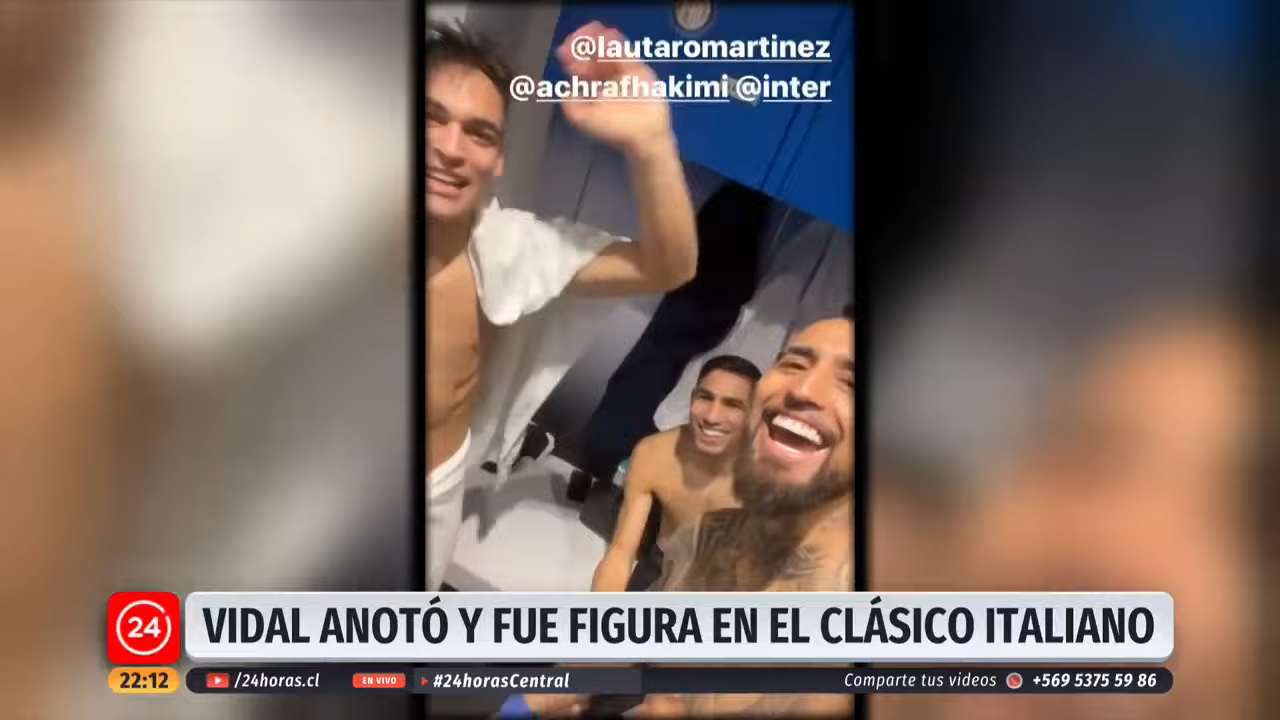 @lautaromartinez
@achrafhakimi @inter
24
VIDAL ANOTÓ Y FUE FIGURA EN EL CLÁSICO ITALIANO
22:12
/24horas.cl
EN VIVO
#24horasCentral
Comparte tus videos
+569 5375 59 86